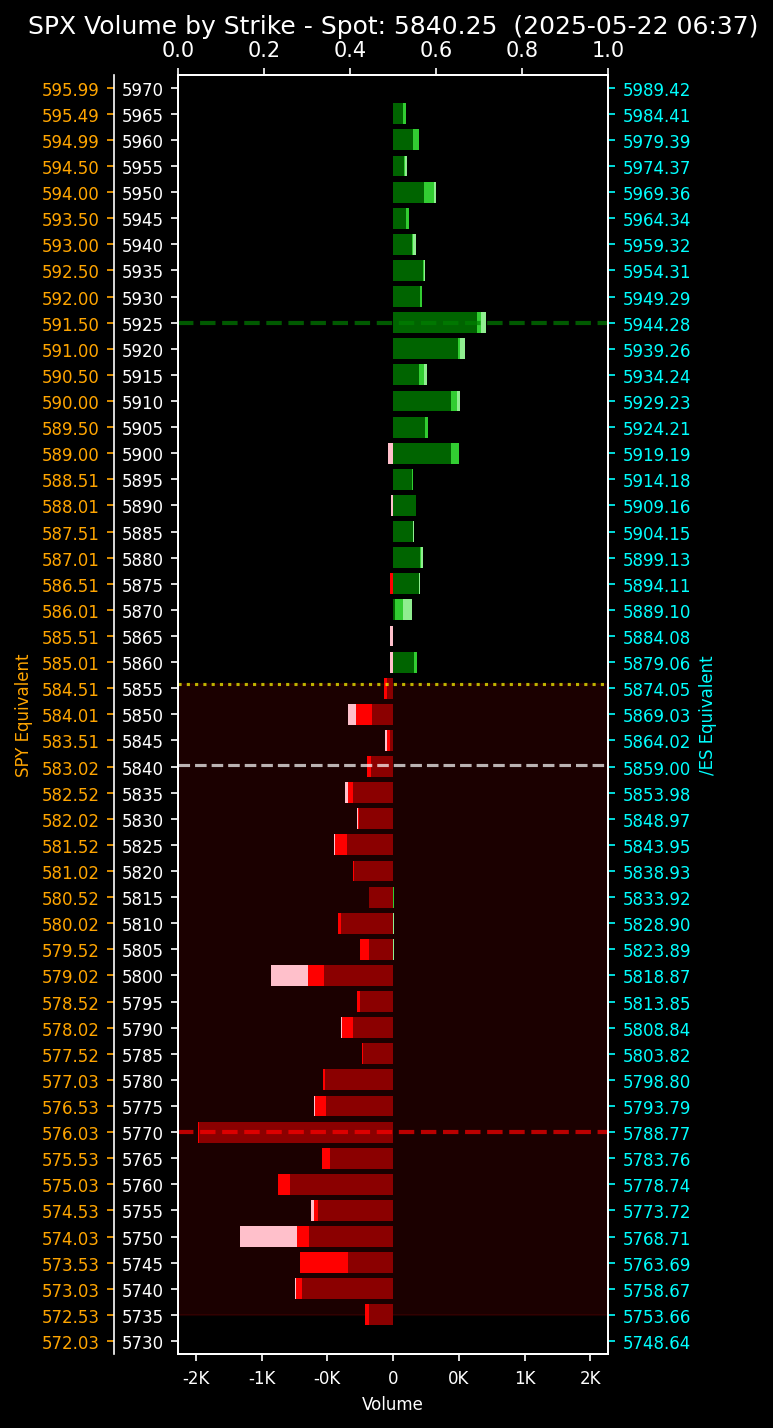 SPX Volume by Strike - Spot: 5840.25 (2025-05-22 06:37)
0.0 0.2 0.4 0.6 0.8 1.0
595.99 5970 5989.42
595.49 5965 5984.41
594.99 5960 5979.39
594.50 5955 5974.37
594.00 5950 5969.36
593.50 5945 5964.34
593.00 5940 5959.32
592.50 5935 5954.31
592.00 5930 5949.29
591.50 5925 5944.28
591.00 5920 5939.26
590.50 5915 5934.24
590.00 5910 5929.23
589.50 5905 5924.21
589.00 5900 5919.19
588.51 5895 5914.18
588.01 5890 5909.16
587.51 5885 5904.15
587.01 5880 5899.13
586.51 5875 5894.11
586.01 5870 5889.10
585.51 5865 5884.08
585.01 5860 5879.06
584.51 5855 5874.05
584.01 5850 5869.03
583.51 5845 5864.02
583.02 5840 5859.00
582.52 5835 5853.98
582.02 5830 5848.97
581.52 5825 5843.95
581.02 5820 5838.93
580.52 5815 5833.92
580.02 5810 5828.90
579.52 5805 5823.89
579.02 5800 5818.87
578.52 5795 5813.85
578.02 5790 5808.84
577.52 5785 5803.82
577.03 5780 5798.80
576.53 5775 5793.79
576.03 5770 5788.77
575.53 5765 5783.76
575.03 5760 5778.74
574.53 5755 5773.72
574.03 5750 5768.71
573.53 5745 5763.69
573.03 5740 5758.67
572.53 5735 5753.66
572.03 5730 5748.64
SPY Equivalent
/ES Equivalent
-2K -1K -0K 0 0K 1K 2K
Volume